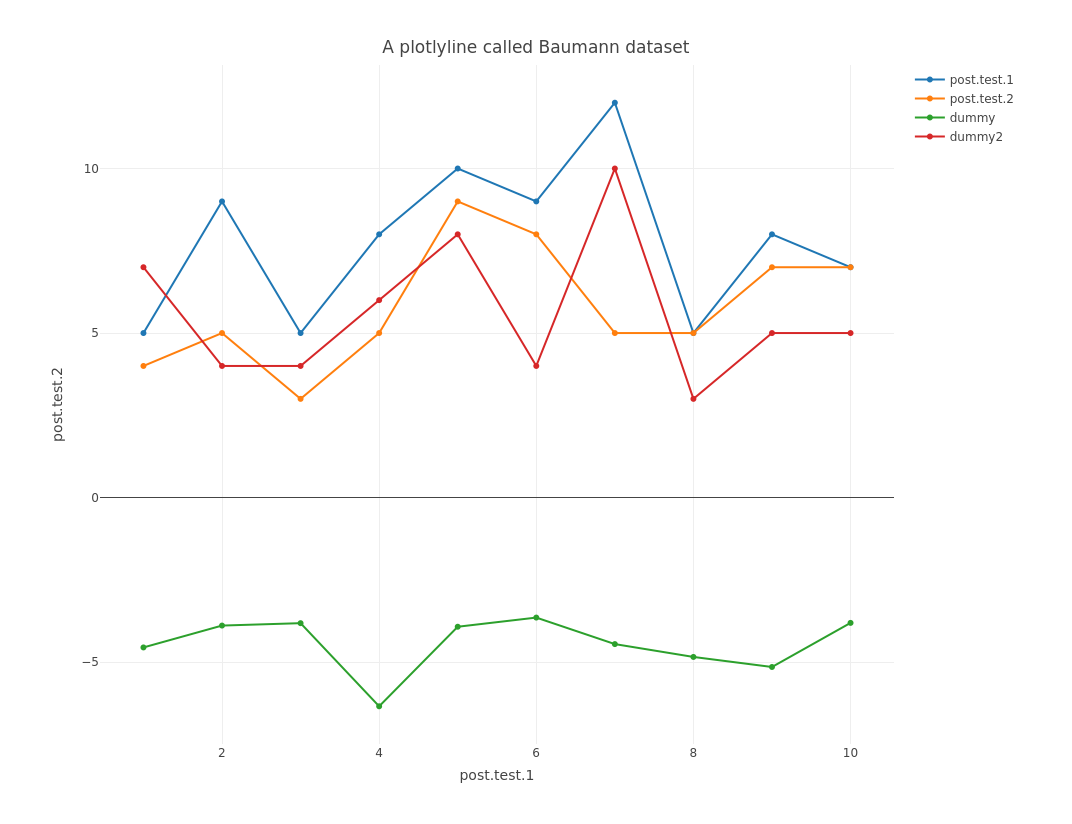 A plotlyline called Baumann dataset
post.test.1
post.test.2
dummy
dummy2
10
5
0
−5
post.test.2
2
4
6
8
10
post.test.1